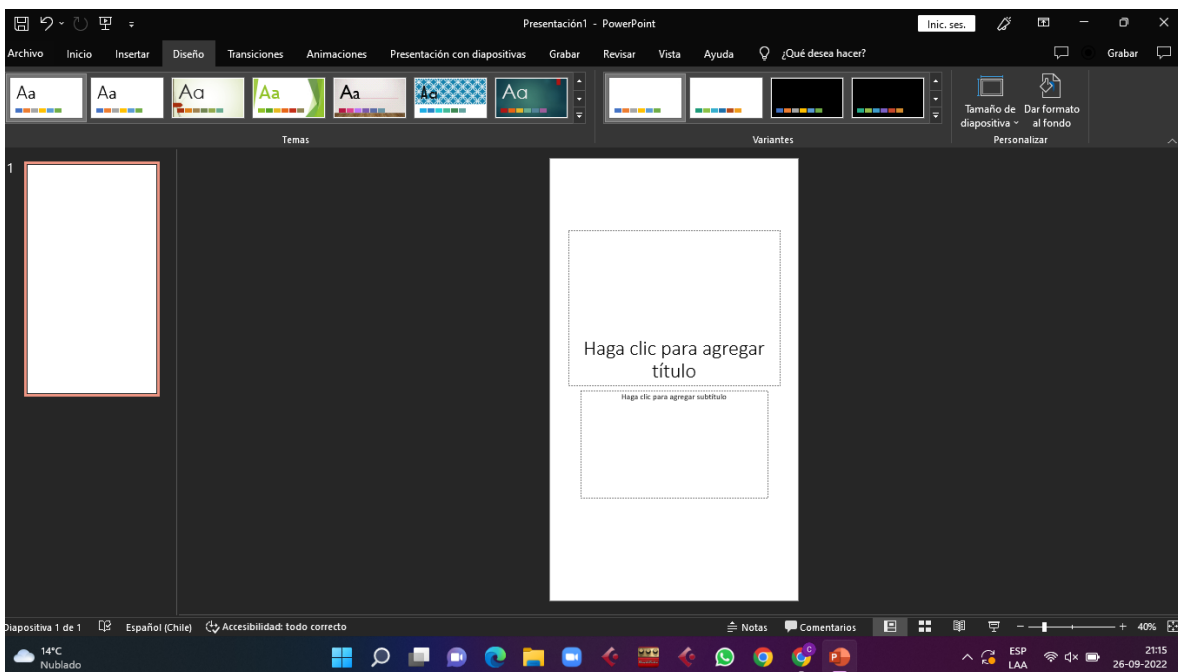 Presentación1 - PowerPoint
Inic. ses.
Archivo Inicio Insertar Diseño Transiciones Animaciones Presentación con diapositivas Grabar Revisar Vista Ayuda ¿Qué desea hacer? Grabar
Aa Aa Aa Aa Aa Aa Aa
Tamaño de diapositiva
Dar formato al fondo
Temas Variantes Personalizar
1
Haga clic para agregar
título
Haga clic para agregar subtítulo
Diapositiva 1 de 1 Español (Chile) Accesibilidad: todo correcto Notas Comentarios 40%
14°C
Nublado
ESP
LAA
21:15
26-09-2022